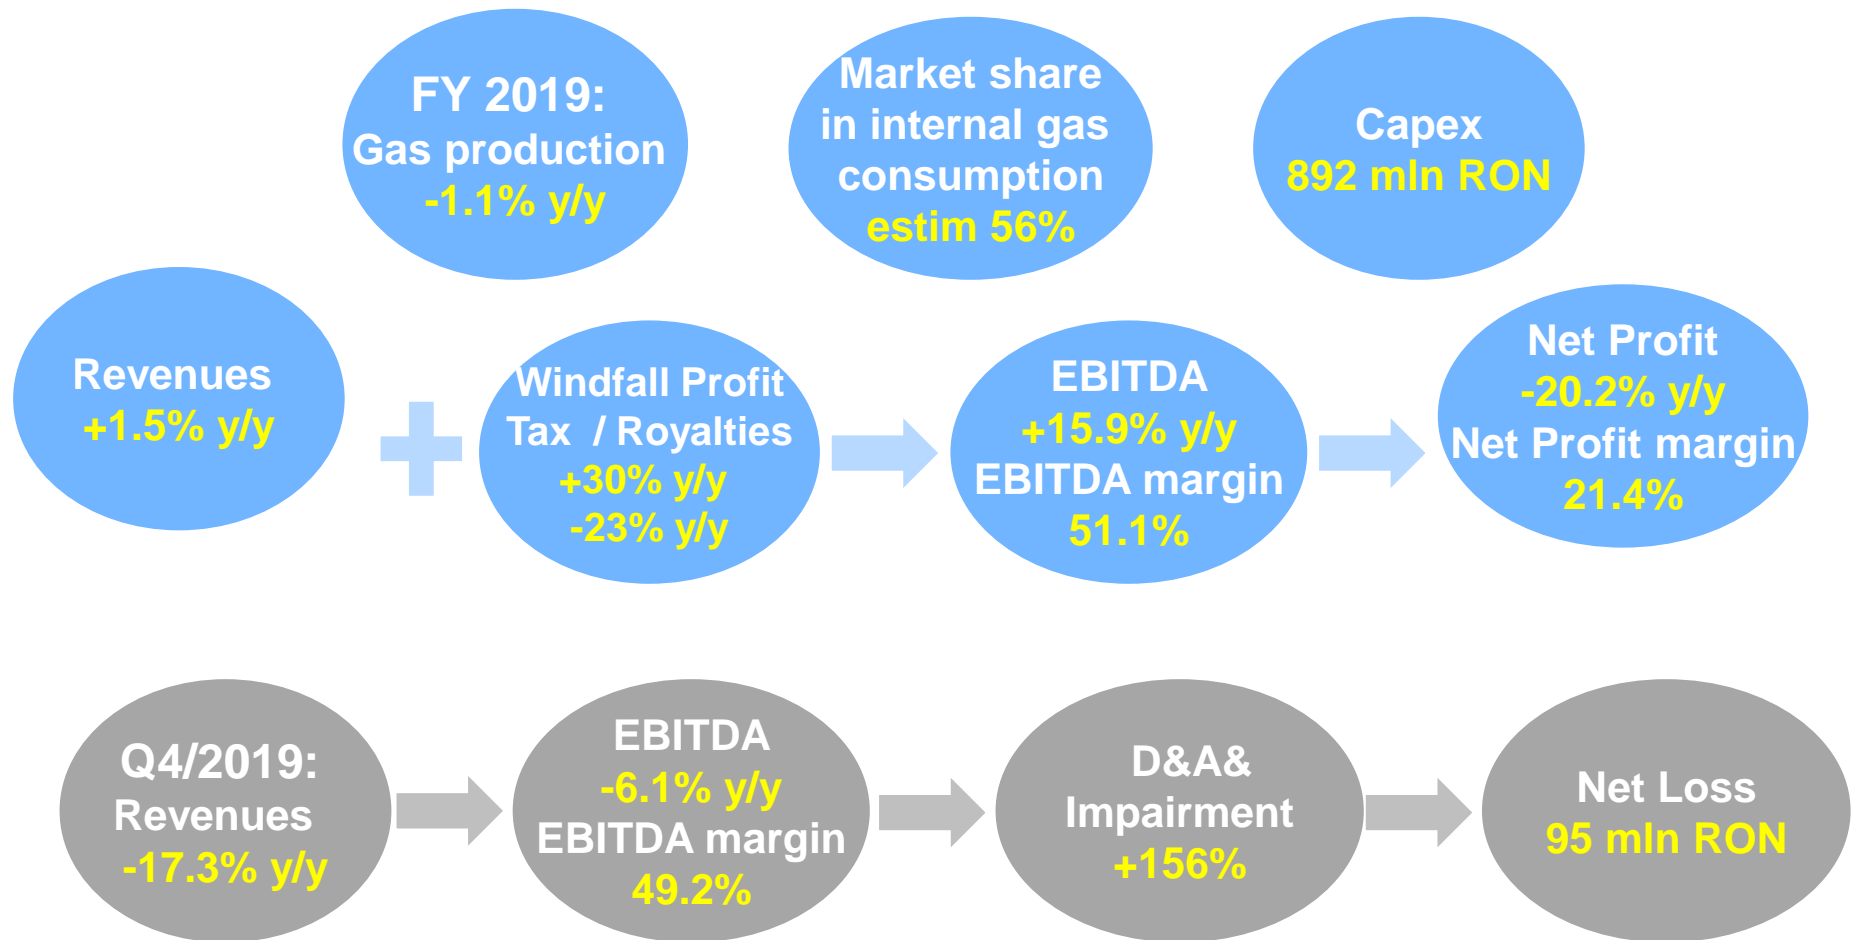 FY 2019:
Gas production
-1.1% y/y
Market share
in internal gas
consumption
estim 56%
Capex
892 mln RON
Revenues
+1.5% y/y
Windfall Profit
Tax / Royalties
+30% y/y
-23% y/y
EBITDA
+15.9% y/y
EBITDA margin
51.1%
Net Profit
-20.2% y/y
Net Profit margin
21.4%
Q4/2019:
Revenues
-17.3% y/y
EBITDA
-6.1% y/y
EBITDA margin
49.2%
D&A&
Impairment
+156%
Net Loss
95 mln RON